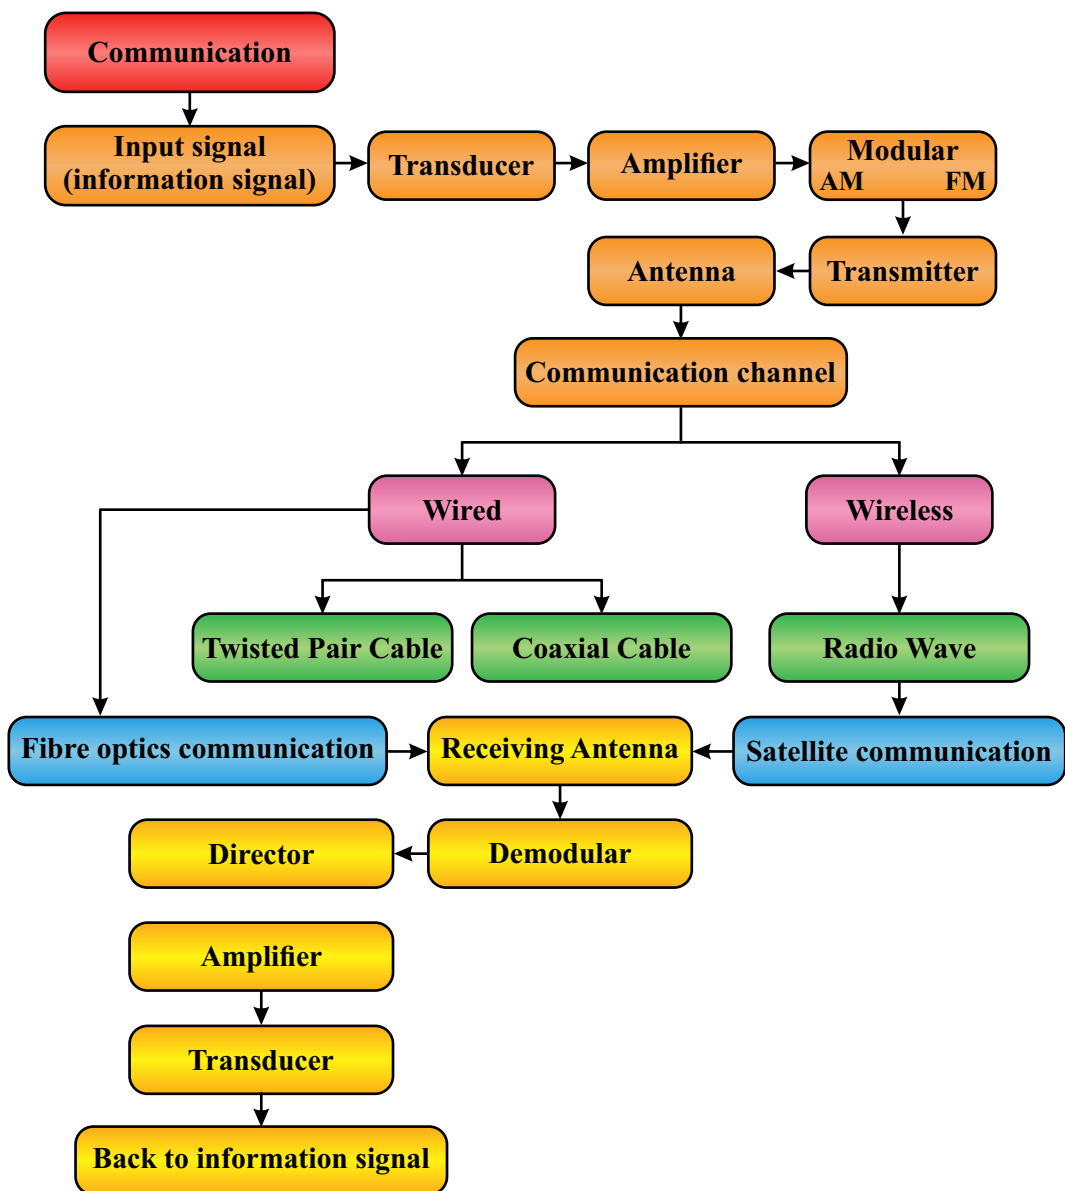 Communication
Input signal
(information signal)
Transducer
Amplifier
Modular
AM FM
Antenna
Transmitter
Communication channel
Wired
Wireless
Twisted Pair Cable
Coaxial Cable
Radio Wave
Fibre optics communication
Receiving Antenna
Satellite communication
Director
Demodular
Amplifier
Transducer
Back to information signal